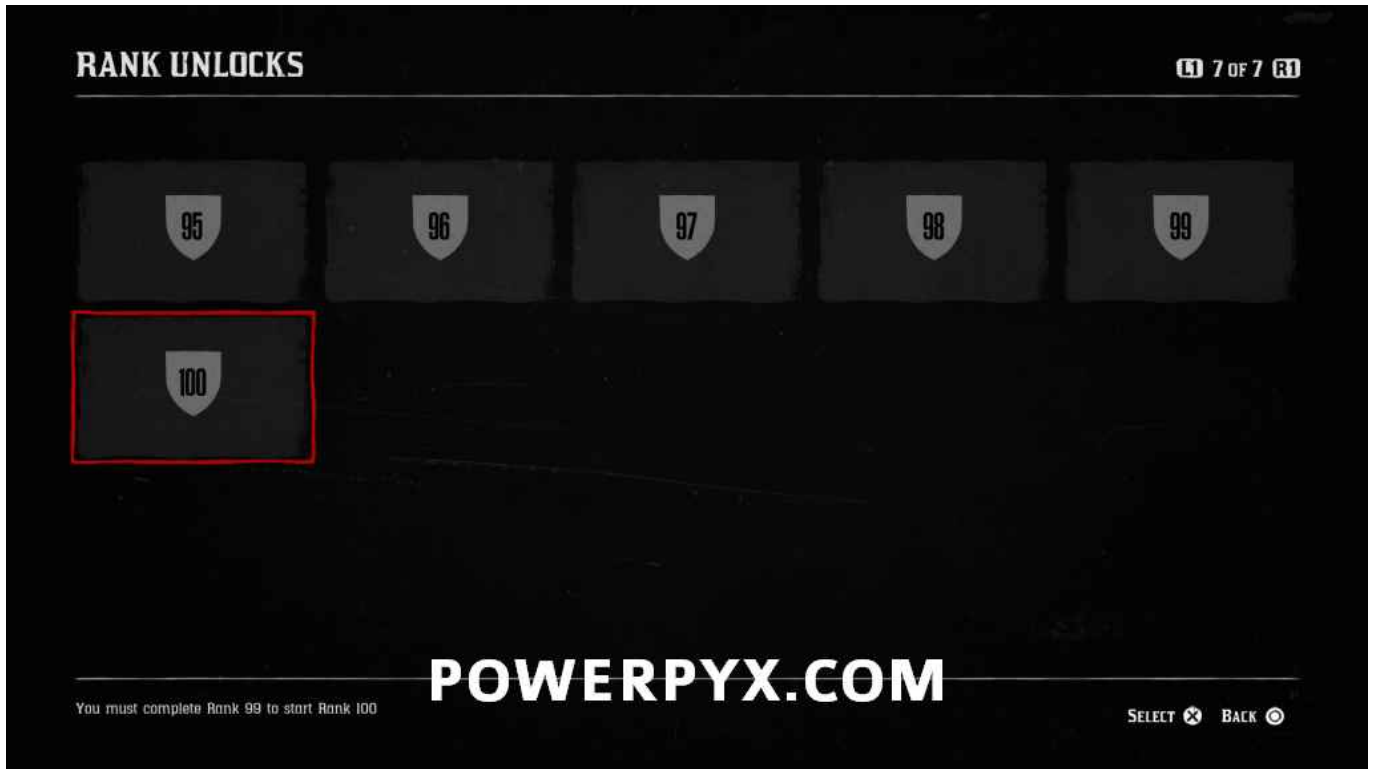 RANK UNLOCKS
L1 7 OF 7 R1
95 96 97 98 99
100
POWERPYX.COM
You must complete Rank 99 to start Rank 100
SELECT BACK